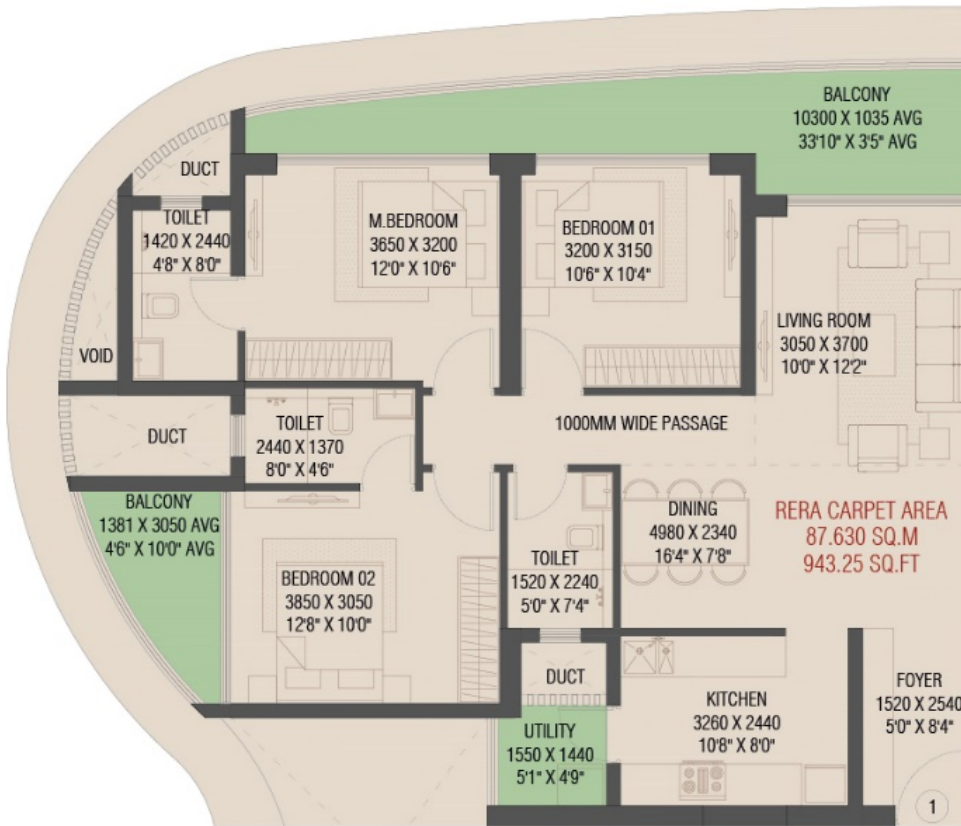 BALCONY
10300 X 1035 AVG
33'10" X 3'5" AVG
DUCT
TOILET
1420 X 2440
4'8" X 8'0"
M.BEDROOM
3650 X 3200
12'0" X 10'6"
BEDROOM 01
3200 X 3150
10'6" X 10'4"
LIVING ROOM
3050 X 3700
10'0" X 12'2"
VOID
DUCT
TOILET
2440 X 1370
8'0" X 4'6"
1000MM WIDE PASSAGE
BALCONY
1381 X 3050 AVG
4'6" X 10'0" AVG
BEDROOM 02
3850 X 3050
12'8" X 10'0"
TOILET
1520 X 2240
5'0" X 7'4"
DINING
4980 X 2340
16'4" X 7'8"
RERA CARPET AREA
87.630 SQ.M
943.25 SQ.FT
DUCT
UTILITY
1550 X 1440
5'1" X 4'9"
KITCHEN
3260 X 2440
10'8" X 8'0"
FOYER
1520 X 2540
5'0" X 8'4"
1